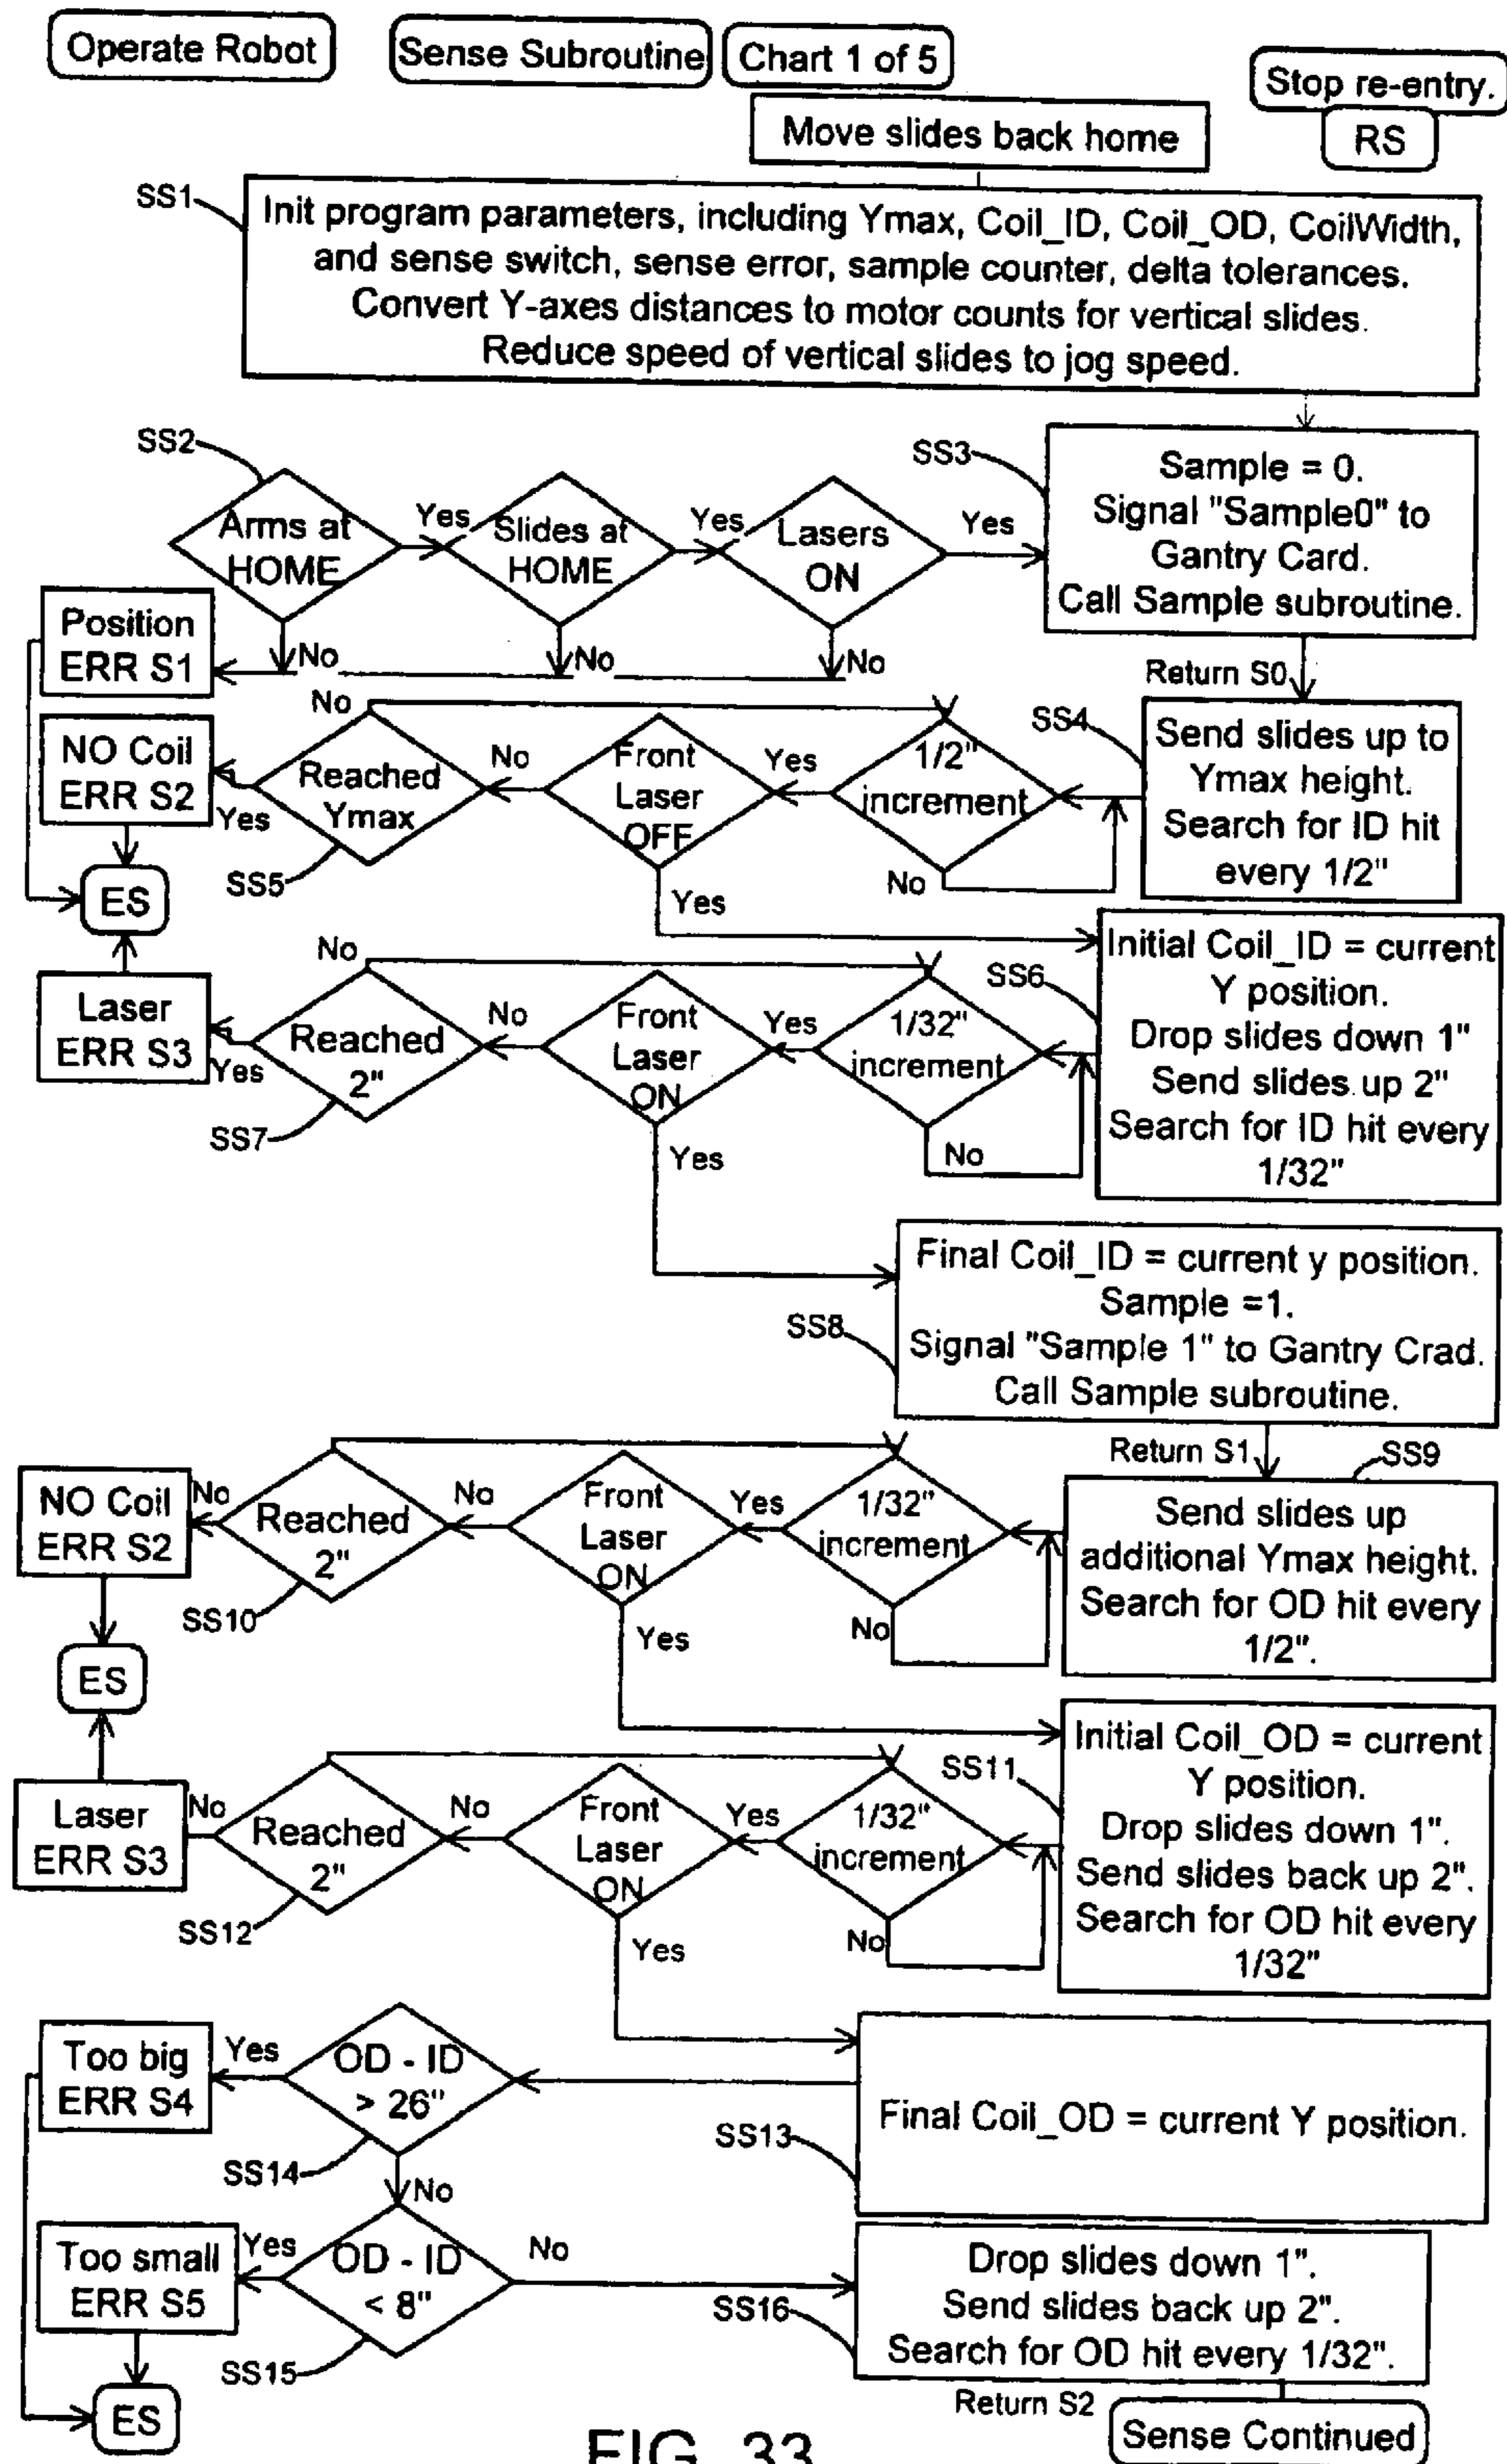 Operate Robot
Sense Subroutine
Chart 1 of 5
Stop re-entry.
RS
Move slides back home
SS1
Init program parameters, including Ymax, Coil_ID, Coil_OD, CoilWidth,
and sense switch, sense error, sample counter, delta tolerances.
Convert Y-axes distances to motor counts for vertical slides.
Reduce speed of vertical slides to jog speed.
SS2
Arms at
HOME
Yes
Slides at
HOME
Yes
Lasers
ON
Yes
SS3
Sample = 0.
Signal "Sample0" to
Gantry Card.
Call Sample subroutine.
Position
ERR S1
No
No
No
Return S0
NO Coil
ERR S2
Yes
No
Reached
Ymax
SS5
No
Front
Laser
OFF
Yes
Yes
1/2"
increment
No
SS4
Send slides up to
Ymax height.
Search for ID hit
every 1/2"
ES
Laser
ERR S3
Yes
No
Reached
2"
SS7
No
Front
Laser
ON
Yes
Yes
1/32"
increment
No
SS6
Initial Coil_ID = current
Y position.
Drop slides down 1"
Send slides up 2"
Search for ID hit every
1/32"
SS8
Final Coil_ID = current y position.
Sample =1.
Signal "Sample 1" to Gantry Crad.
Call Sample subroutine.
Return S1
SS9
NO Coil
ERR S2
No
Reached
2"
SS10
No
Front
Laser
ON
Yes
Yes
1/32"
increment
No
Send slides up
additional Ymax height.
Search for OD hit every
1/2".
ES
Laser
ERR S3
No
Reached
2"
SS12
No
Front
Laser
ON
Yes
Yes
1/32"
increment
No
SS11
Initial Coil_OD = current
Y position.
Drop slides down 1".
Send slides back up 2".
Search for OD hit every
1/32"
Too big
ERR S4
Yes
OD - ID
> 26"
SS14
No
SS13
Final Coil_OD = current Y position.
Too small
ERR S5
Yes
OD - ID
< 8"
SS15
No
SS16
Drop slides down 1".
Send slides back up 2".
Search for OD hit every 1/32".
ES
Return S2
Sense Continued
FIG. 33